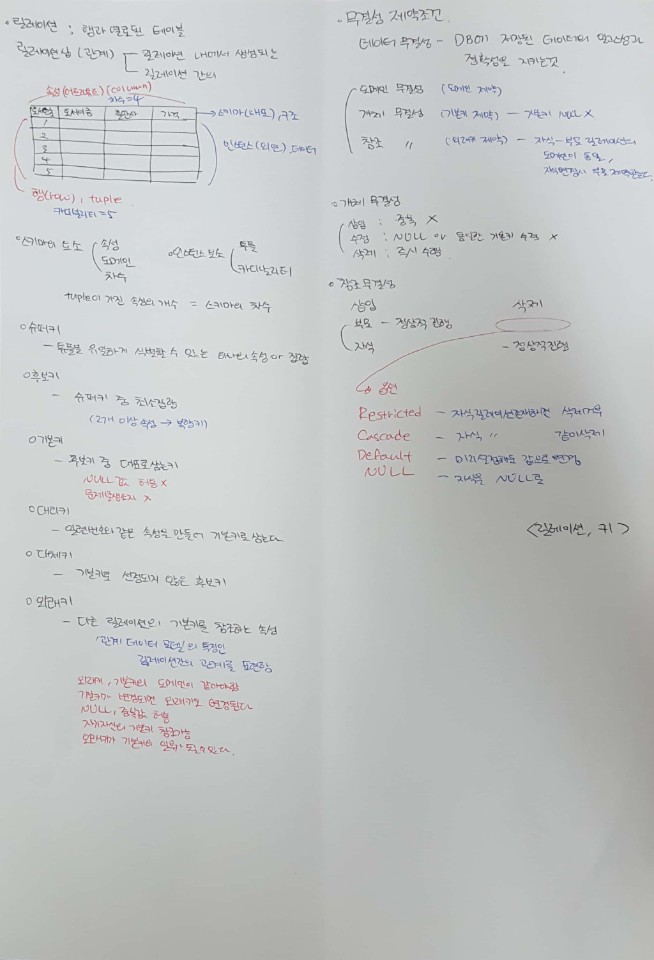 릴레이션 : 행과 열로된 테이블
릴레이션십 (관계) 릴레이션 내에서 생성되는
릴레이션 간의
속성 (어트리뷰트) (column)
차수=4
도서번호 도서이름 출판사 가격
스키마 (내포), 구조
1
2
3
4
5
인스턴스 (외연), 데이터
행(row), tuple
카디널리티=5
스키마의 요소
속성
도메인
차수
인스턴스 요소
튜플
카디널리티
tuple이 가진 속성의 개수 = 스키마의 차수
슈퍼키
- 튜플을 유일하게 식별할 수 있는 하나의 속성 or 집합
후보키
- 슈퍼키 중 최소집합
(2개 이상 속성 → 복합키)
기본키
- 후보키 중 대표로 삼는키
NULL 값 허용 x
문제발생소지 x
대리키
- 일련번호와 같은 속성을 만들어 기본키로 삼는다
대체키
- 기본키로 선정되지 않은 후보키
외래키
- 다른 릴레이션의 기본키를 참조하는 속성
관계 데이터 모델의 특징인
릴레이션간의 관계를 표현함
외래키, 기본키의 도메인이 같아야함
기본키가 변경되면 외래키도 변경된다
NULL, 중복값 허용
자기자신의 기본키 참조가능
외래키가 기본키의 일부가 될수있다.
무결성 제약조건
데이터 무결성 - DB에 저장된 데이터의 일관성과
정확성을 지키는것
도메인 무결성 (도메인 제약)
개체 무결성 (기본키 제약) - 기본키 NULL X
참조 〃 (외래키 제약) - 자식-부모 릴레이션의
도메인이 동일,
개체 무결성
삽입 : 중복 X
수정 : NULL or 동일한 기본키 수정 x
삭제 : 즉시 수행
참조무결성
삽입 삭제
부모 - 정상적 진행
자식 - 정상진행
옵션
Restricted - 자식릴레이션존재하면 삭제거부
Cascade - 자식 〃 같이삭제
Default - 미리설정해둔 값으로 변경
NULL - 자식을 NULL로
<릴레이션, 키>